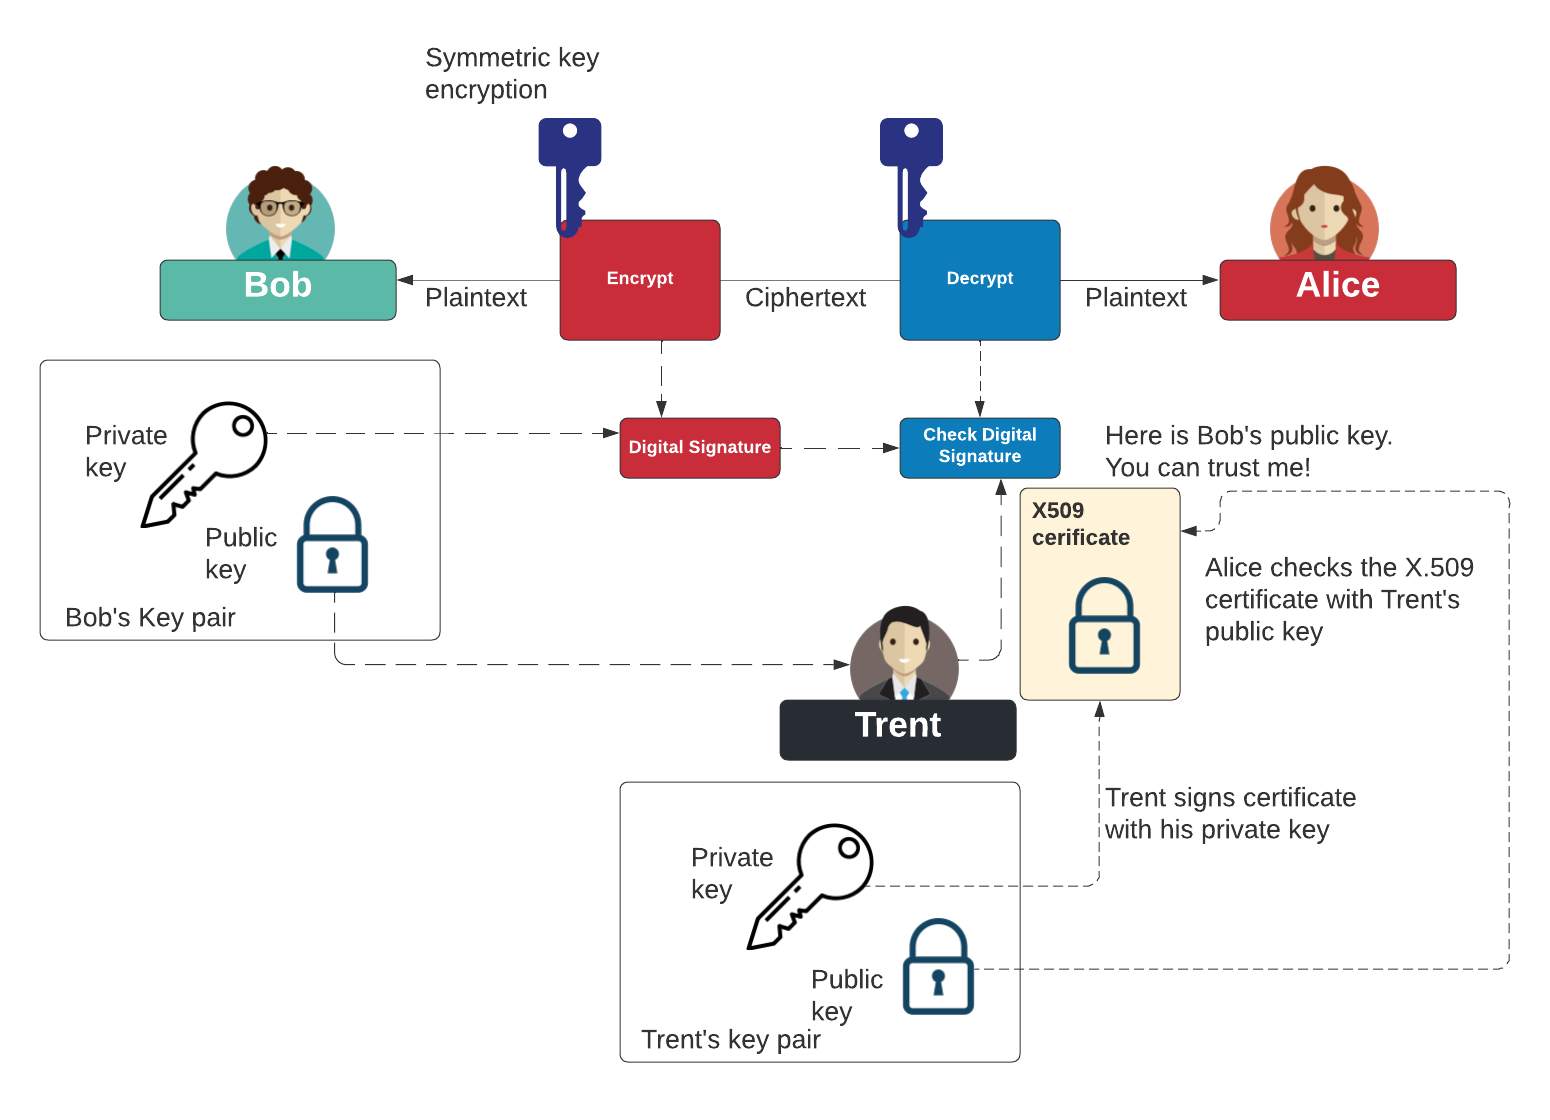 Symmetric key
encryption
Bob
Plaintext
Encrypt
Ciphertext
Decrypt
Plaintext
Alice
Private
key
Public
key
Bob's Key pair
Digital Signature
Check Digital
Signature
Here is Bob's public key.
You can trust me!
X509
cerificate
Alice checks the X.509
certificate with Trent's
public key
Trent
Trent signs certificate
with his private key
Private
key
Public
key
Trent's key pair